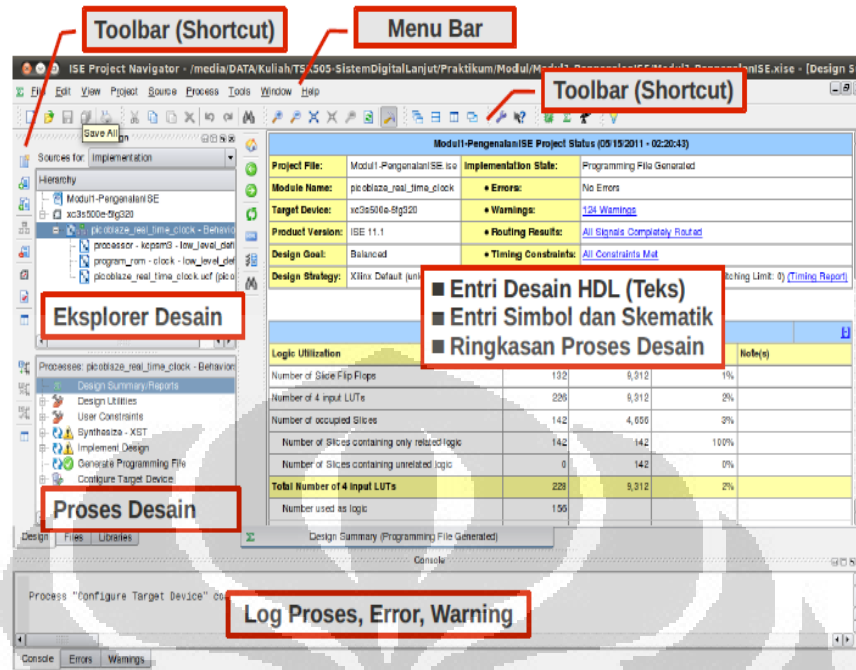 Toolbar (Shortcut)
Menu Bar
ISE Project Navigator - /media/DATA/Kuliah/TSK505-SistemDigitalLanjut/Praktikum/Modul/Modul1-PengenalanISE/Modul1-PengenalanISE.xise - [Design S
File Edit View Project Source Process Tools Window Help
Toolbar (Shortcut)
Save All
Sources for: Implementation
Hierarchy
Modul1-PengenalanISE
xc3s500e-5fg320
picoblaze_real_time_clock - Behavio
processor - kcpsm3 - low_level_defi
program_rom - clock - low_level_def
picoblaze_real_time_clock.ucf (pico
Eksplorer Desain
Processes: picoblaze_real_time_clock - Behavior
Design Summary/Reports
Design Utilities
User Constraints
Synthesize - XST
Implement Design
Generate Programming File
Configure Target Device
Proses Desain
Design Files Libraries
Modul1-PengenalanISE Project Status (05/15/2011 - 02:20:43)
Project File: Modul1-PengenalanISE.ise Implementation State: Programming File Generated
Module Name: picoblaze_real_time_clock • Errors: No Errors
Target Device: xc3s500e-5fg320 • Warnings: 124 Warnings
Product Version: ISE 11.1 • Routing Results: All Signals Completely Routed
Design Goal: Balanced • Timing Constraints: All Constraints Met
Design Strategy: Xilinx Default (unl tching Limit: 0) (Timing Report)
■ Entri Desain HDL (Teks)
■ Entri Simbol dan Skematik
■ Ringkasan Proses Desain
[-]
Logic Utilization Note(s)
Number of Slice Flip Flops 132 9,312 1%
Number of 4 input LUTs 226 9,312 2%
Number of occupied Slices 142 4,656 3%
Number of Slices containing only related logic 142 142 100%
Number of Slices containing unrelated logic 0 142 0%
Total Number of 4 input LUTs 228 9,312 2%
Number used as logic 156
Design Summary (Programming File Generated)
Console
Process "Configure Target Device" co
Log Proses, Error, Warning
Console Errors Warnings